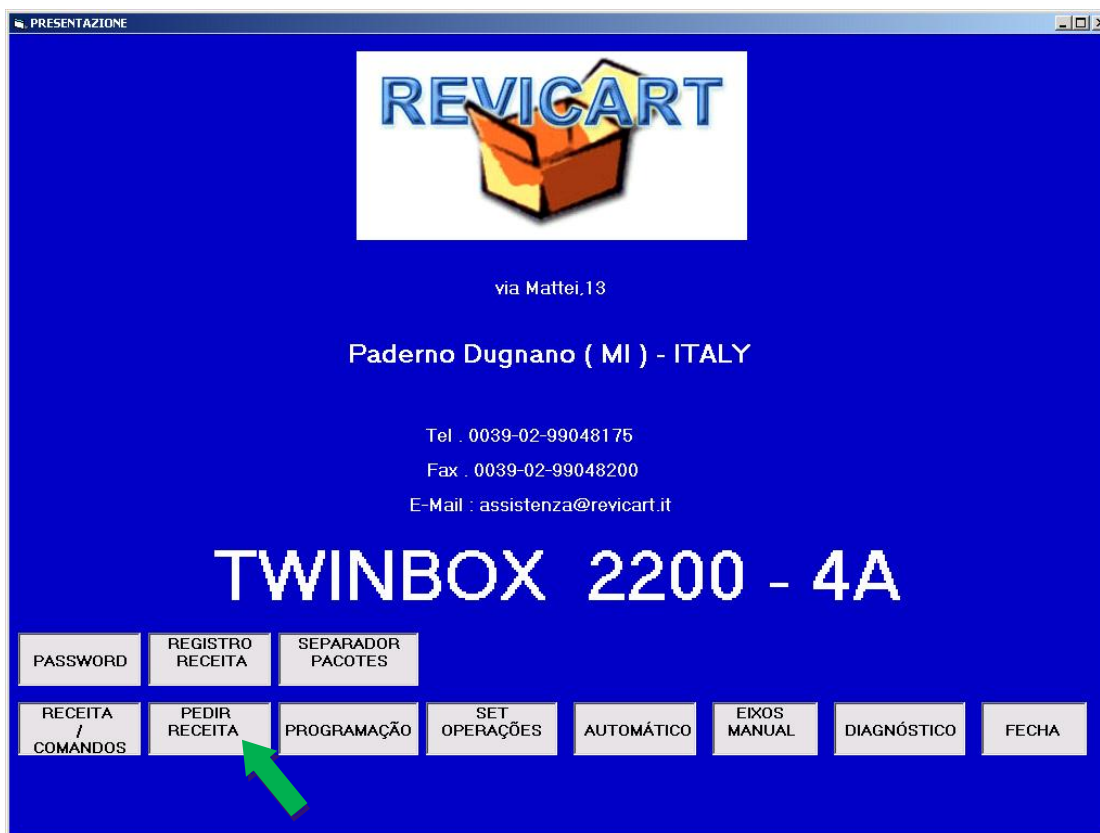 PRESENTAZIONE
REVICART
via Mattei,13
Paderno Dugnano ( MI ) - ITALY
Tel . 0039-02-99048175
Fax . 0039-02-99048200
E-Mail : assistenza@revicart.it
TWINBOX 2200 - 4A
PASSWORD
REGISTRO
RECEITA
SEPARADOR
PACOTES
RECEITA
/
COMANDOS
PEDIR
RECEITA
PROGRAMAÇÃO
SET
OPERAÇÕES
AUTOMÁTICO
EIXOS
MANUAL
DIAGNÓSTICO
FECHA